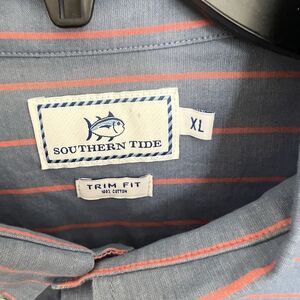 SOUTHERN TIDE
XL
TRIM FIT
100% COTTON